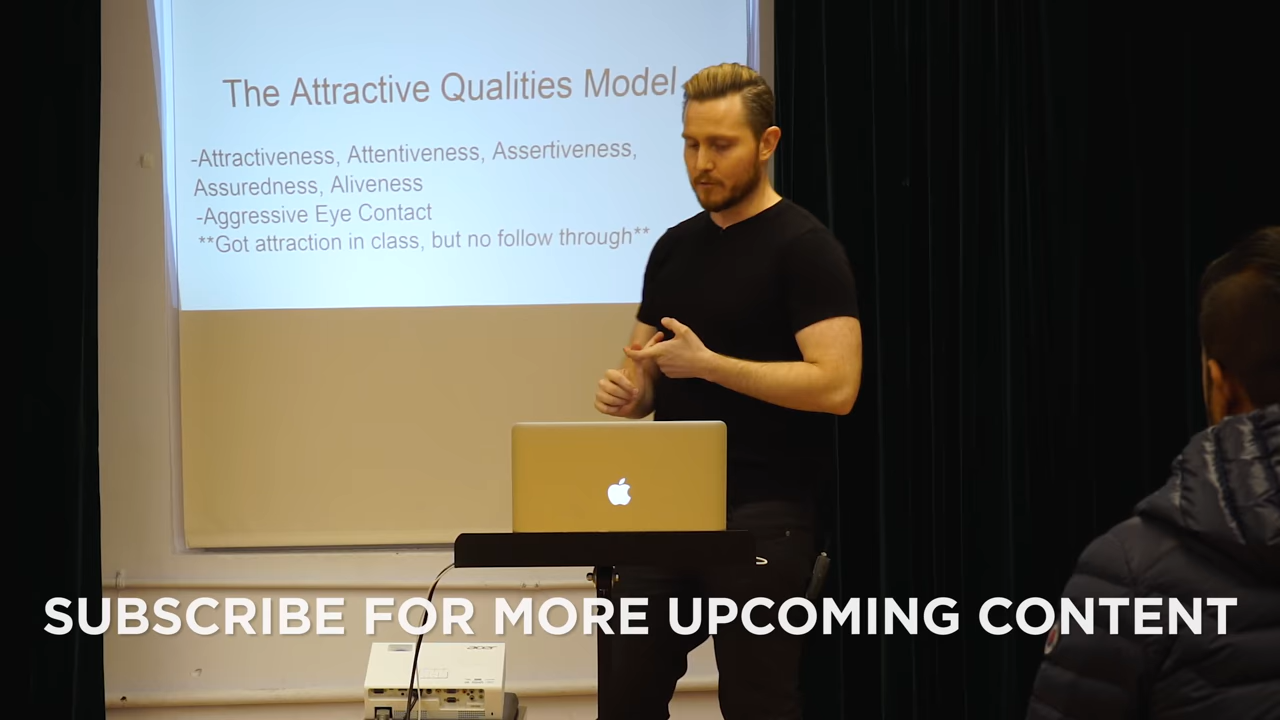 The Attractive Qualities Model
-Attractiveness, Attentiveness, Assertiveness,
Assuredness, Aliveness
-Aggressive Eye Contact
**Got attraction in class, but no follow through**
SUBSCRIBE FOR MORE UPCOMING CONTENT
acer